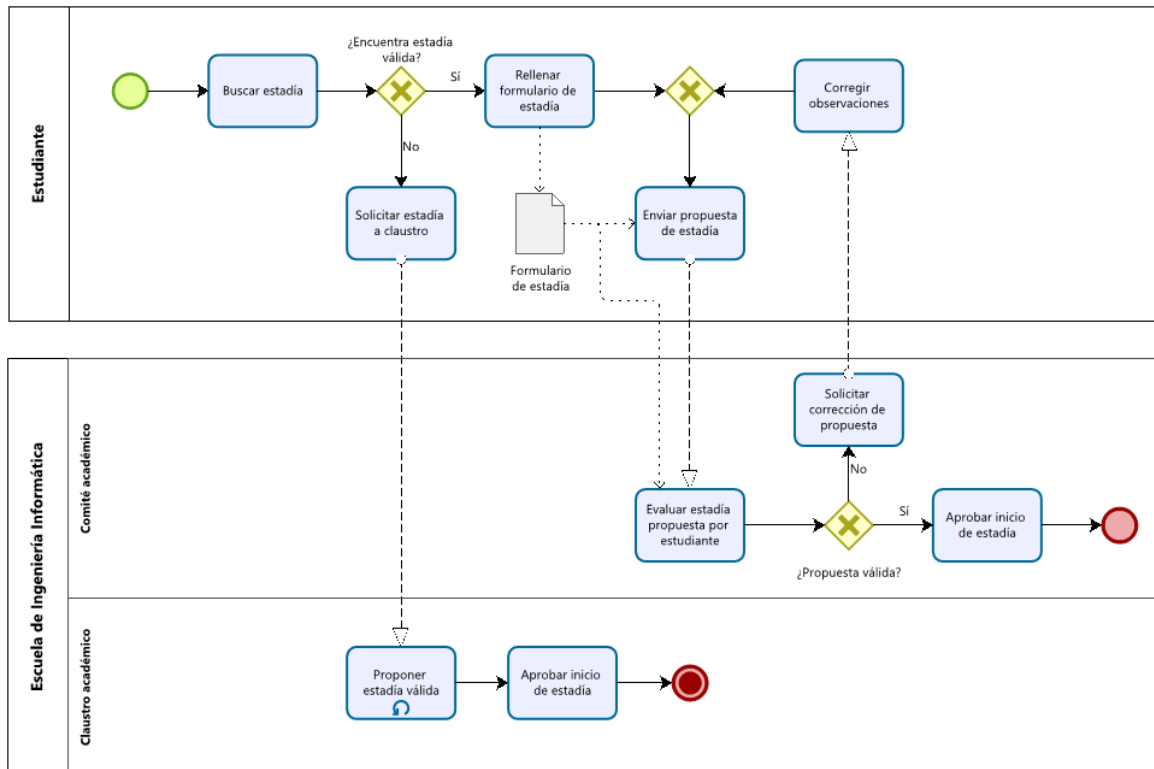 Estudiante
¿Encuentra estadía
válida?
Buscar estadía
Sí
Rellenar
formulario de
estadía
Corregir
observaciones
No
Solicitar estadía
a claustro
Formulario
de estadía
Enviar propuesta
de estadía
Escuela de Ingeniería Informática
Comité académico
Solicitar
corrección de
propuesta
No
Evaluar estadía
propuesta por
estudiante
Sí
¿Propuesta válida?
Aprobar inicio
de estadía
Claustro académico
Proponer
estadía válida
Aprobar inicio
de estadía